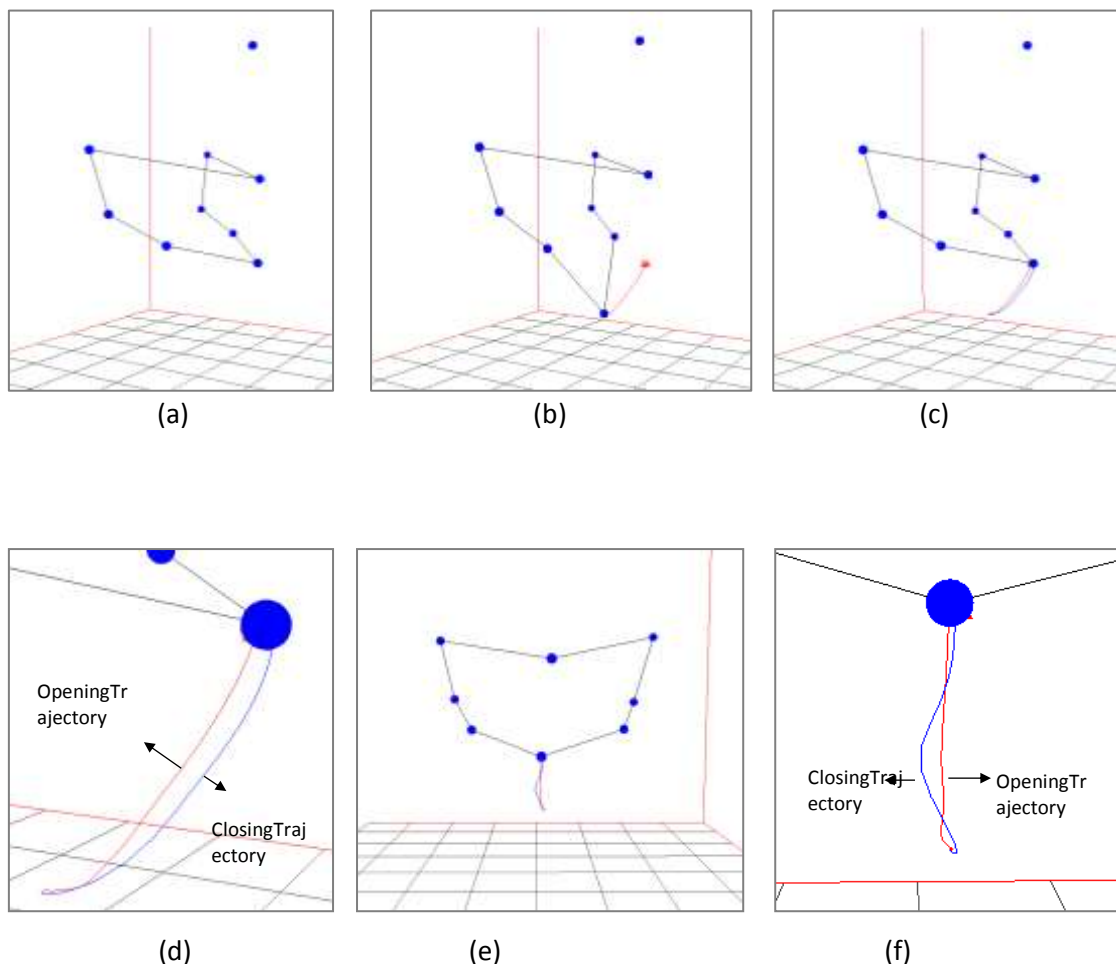 (a)
(b)
(c)
OpeningTr
ajectory
ClosingTraj
ectory
ClosingTraj
ectory
OpeningTr
ajectory
(d)
(e)
(f)